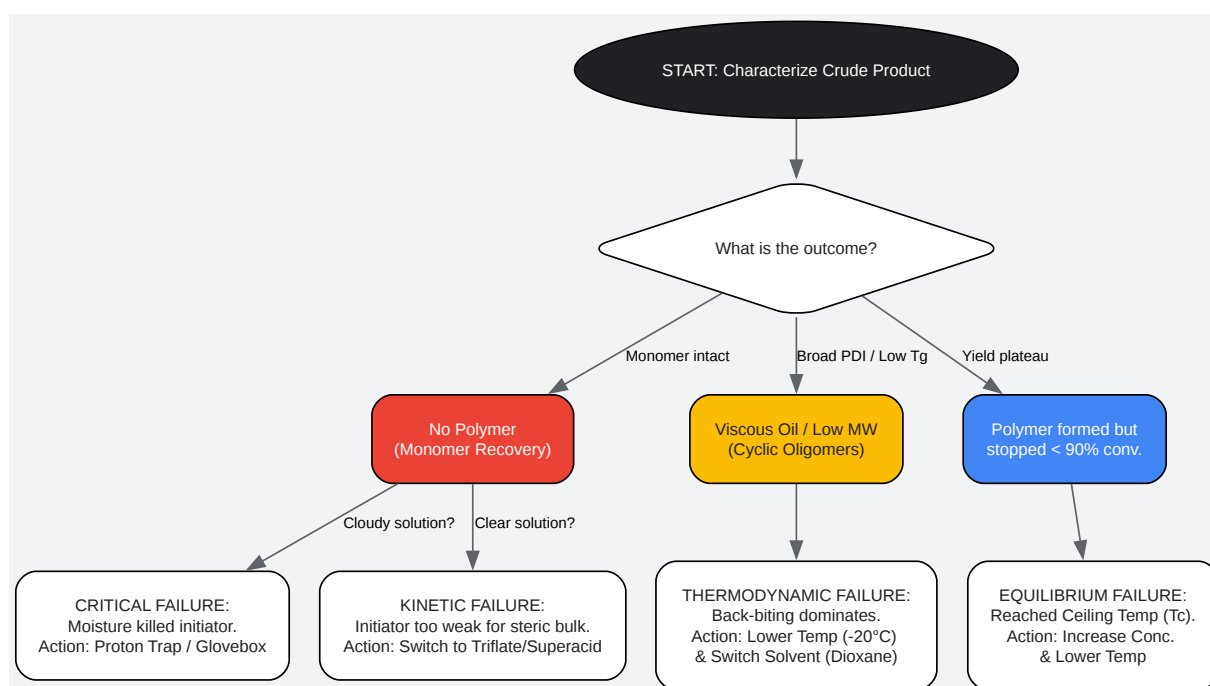 START: Characterize Crude Product
What is the outcome?
Monomer intact
Broad PDI / Low Tg
Yield plateau
No Polymer
(Monomer Recovery)
Viscous Oil / Low MW
(Cyclic Oligomers)
Polymer formed but
stopped < 90% conv.
Cloudy solution?
Clear solution?
CRITICAL FAILURE:
Moisture killed initiator.
Action: Proton Trap / Glovebox
KINETIC FAILURE:
Initiator too weak for steric bulk.
Action: Switch to Triflate/Superacid
THERMODYNAMIC FAILURE:
Back-biting dominates.
Action: Lower Temp (-20°C)
& Switch Solvent (Dioxane)
EQUILIBRIUM FAILURE:
Reached Ceiling Temp (Tc).
Action: Increase Conc.
& Lower Temp